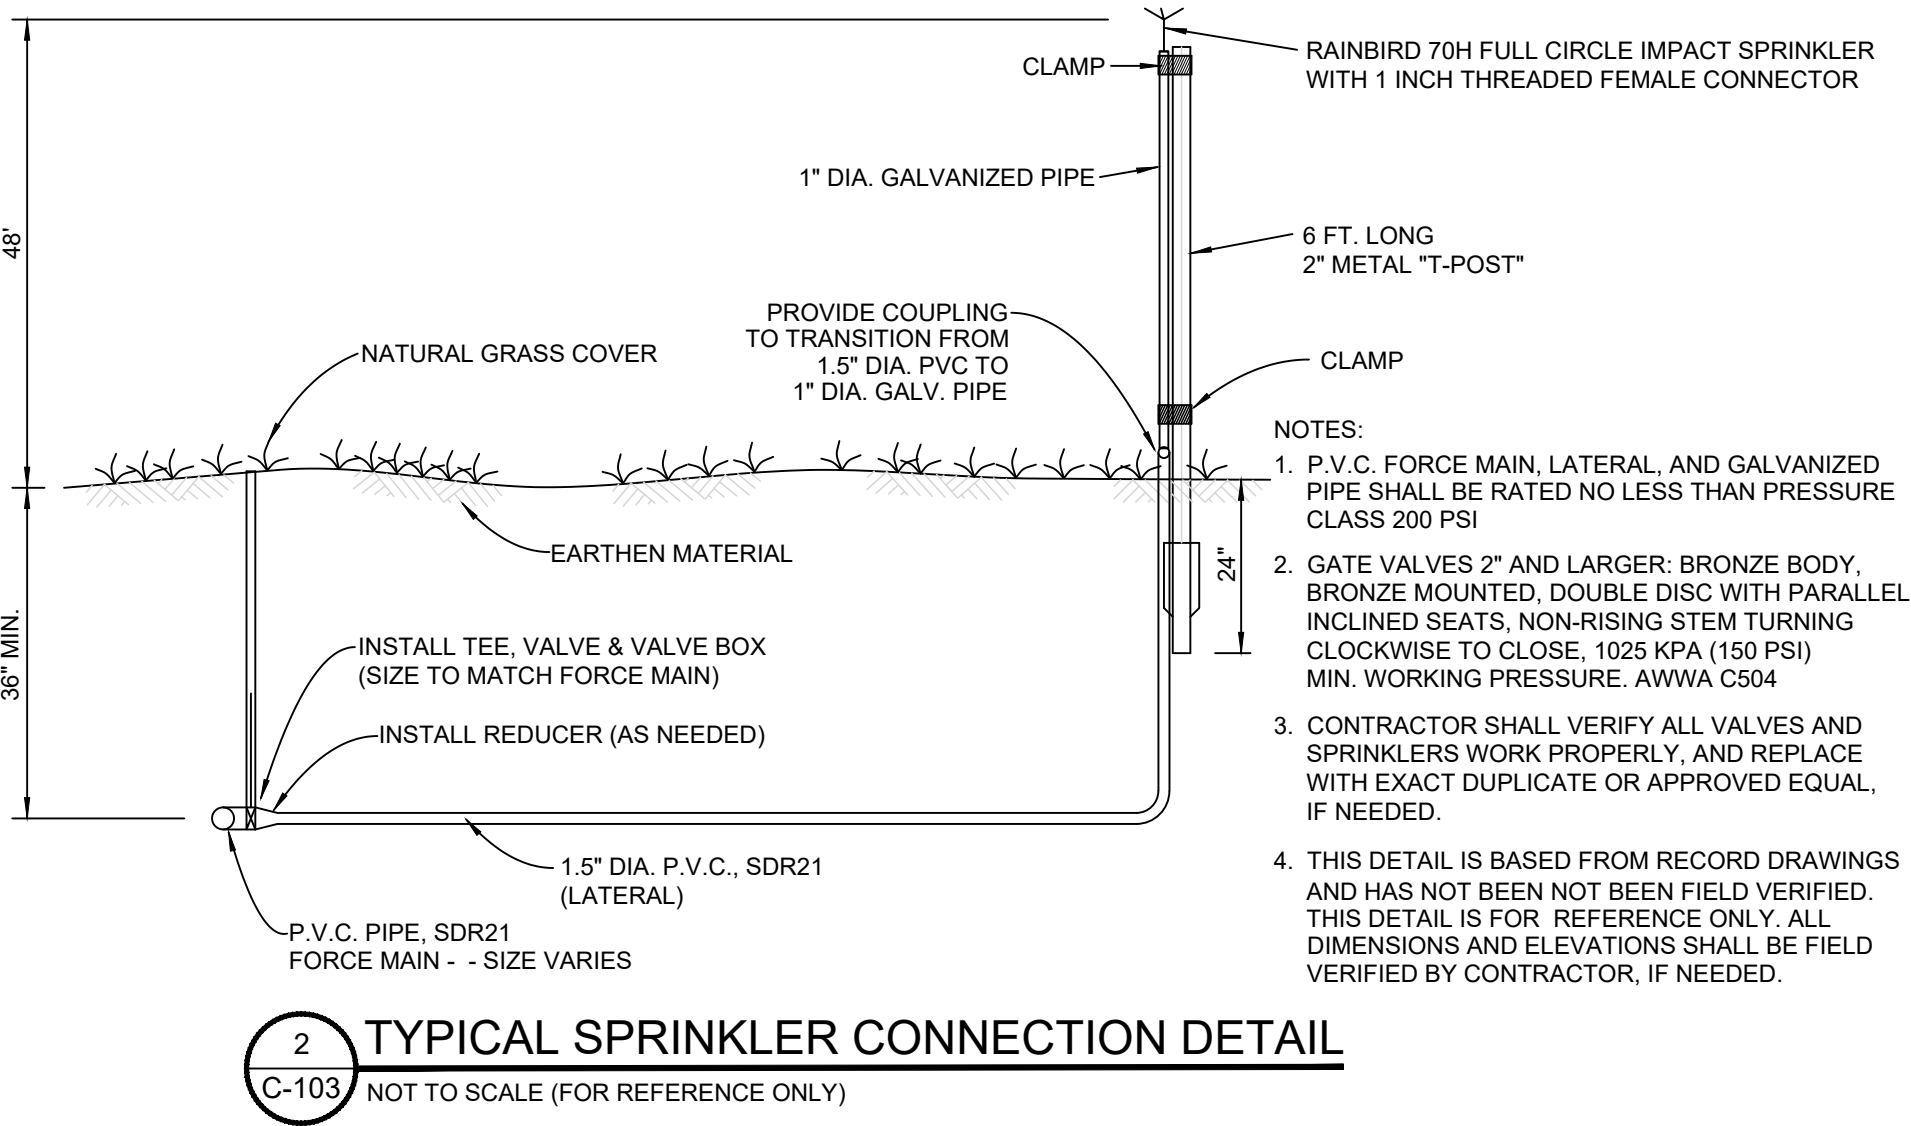 48'
36" MIN.
CLAMP
RAINBIRD 70H FULL CIRCLE IMPACT SPRINKLER
WITH 1 INCH THREADED FEMALE CONNECTOR
1" DIA. GALVANIZED PIPE
6 FT. LONG
2" METAL "T-POST"
PROVIDE COUPLING
TO TRANSITION FROM
1.5" DIA. PVC TO
1" DIA. GALV. PIPE
NATURAL GRASS COVER
CLAMP
EARTHEN MATERIAL
24"
INSTALL TEE, VALVE & VALVE BOX
(SIZE TO MATCH FORCE MAIN)
INSTALL REDUCER (AS NEEDED)
1.5" DIA. P.V.C., SDR21
(LATERAL)
P.V.C. PIPE, SDR21
FORCE MAIN - - SIZE VARIES
NOTES:
1. P.V.C. FORCE MAIN, LATERAL, AND GALVANIZED
PIPE SHALL BE RATED NO LESS THAN PRESSURE
CLASS 200 PSI
2. GATE VALVES 2" AND LARGER: BRONZE BODY,
BRONZE MOUNTED, DOUBLE DISC WITH PARALLEL
INCLINED SEATS, NON-RISING STEM TURNING
CLOCKWISE TO CLOSE, 1025 KPA (150 PSI)
MIN. WORKING PRESSURE. AWWA C504
3. CONTRACTOR SHALL VERIFY ALL VALVES AND
SPRINKLERS WORK PROPERLY, AND REPLACE
WITH EXACT DUPLICATE OR APPROVED EQUAL,
IF NEEDED.
4. THIS DETAIL IS BASED FROM RECORD DRAWINGS
AND HAS NOT BEEN NOT BEEN FIELD VERIFIED.
THIS DETAIL IS FOR REFERENCE ONLY. ALL
DIMENSIONS AND ELEVATIONS SHALL BE FIELD
VERIFIED BY CONTRACTOR, IF NEEDED.
2
C-103
TYPICAL SPRINKLER CONNECTION DETAIL
NOT TO SCALE (FOR REFERENCE ONLY)